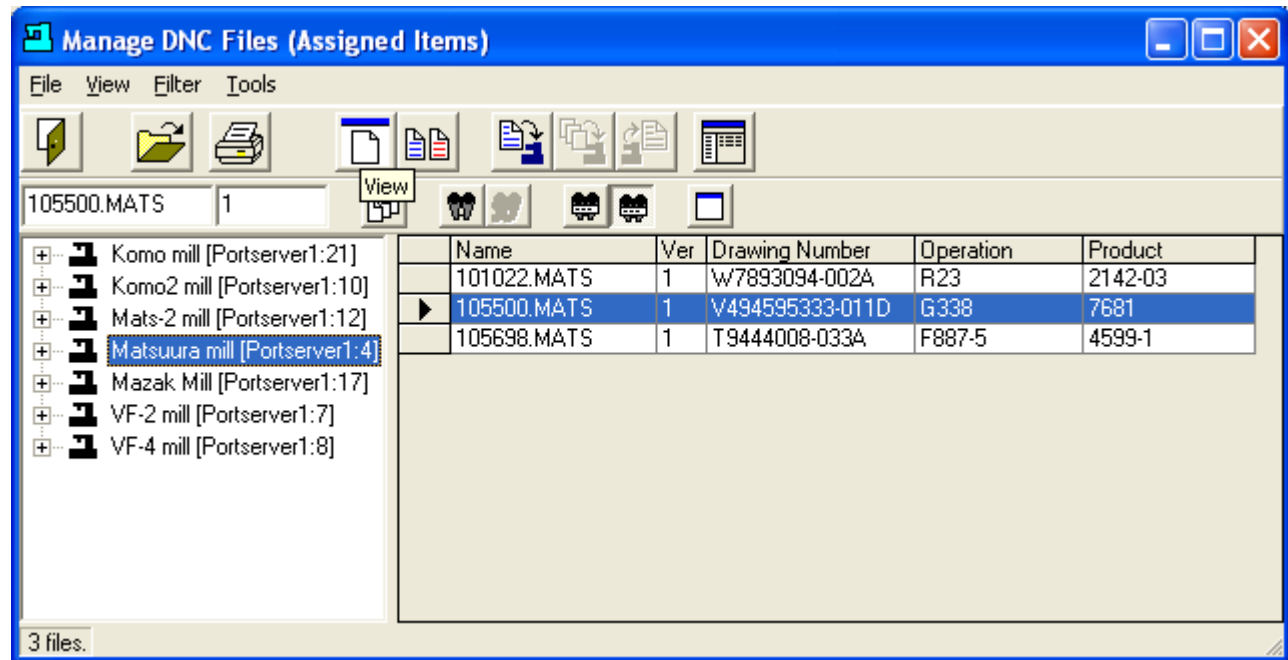 Manage DNC Files (Assigned Items)
File View Filter Tools
View
105500.MATS 1
Komo mill [Portserver1:21]
Komo2 mill [Portserver1:10]
Mats-2 mill [Portserver1:12]
Matsuura mill [Portserver1:4]
Mazak Mill [Portserver1:17]
VF-2 mill [Portserver1:7]
VF-4 mill [Portserver1:8]
Name Ver Drawing Number Operation Product
101022.MATS 1 W7893094-002A R23 2142-03
105500.MATS 1 V494595333-011D G338 7681
105698.MATS 1 T9444008-033A F887-5 4599-1
3 files.